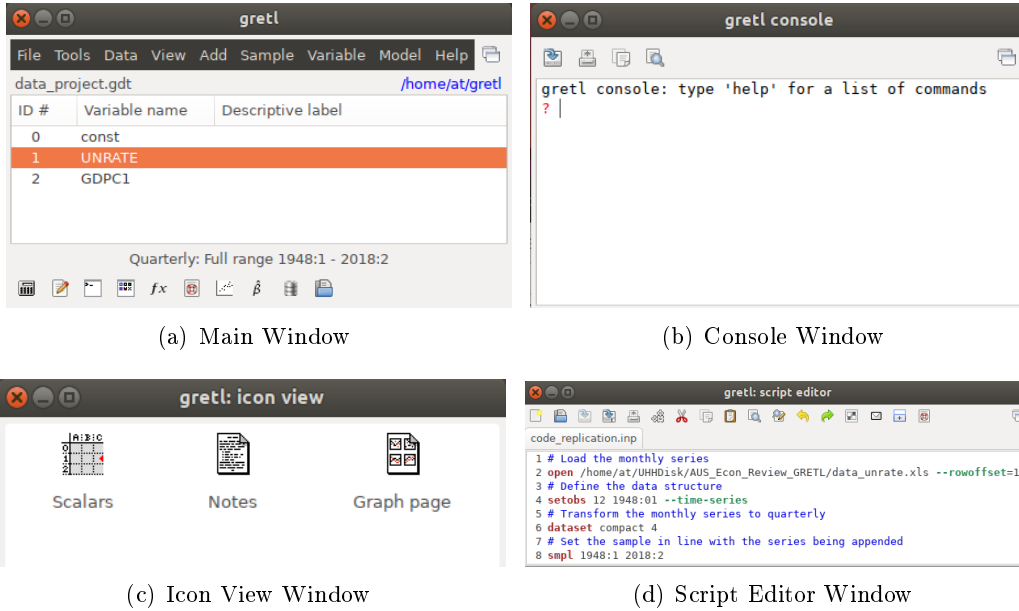 gretl
File Tools Data View Add Sample Variable Model Help
data_project.gdt /home/at/gretl
ID # Variable name Descriptive label
0 const
1 UNRATE
2 GDPC1
Quarterly: Full range 1948:1 - 2018:2
fx β̂
(a) Main Window
gretl console
gretl console: type 'help' for a list of commands
?
(b) Console Window
gretl: icon view
A B C
0
1
2
Scalars Notes Graph page
(c) Icon View Window
gretl: script editor
code_replication.inp
1 # Load the monthly series
2 open /home/at/UHHDisk/AUS_Econ_Review_GRETL/data_unrate.xls --rowoffset=1
3 # Define the data structure
4 setobs 12 1948:01 --time-series
5 # Transform the monthly series to quarterly
6 dataset compact 4
7 # Set the sample in line with the series being appended
8 smpl 1948:1 2018:2
(d) Script Editor Window